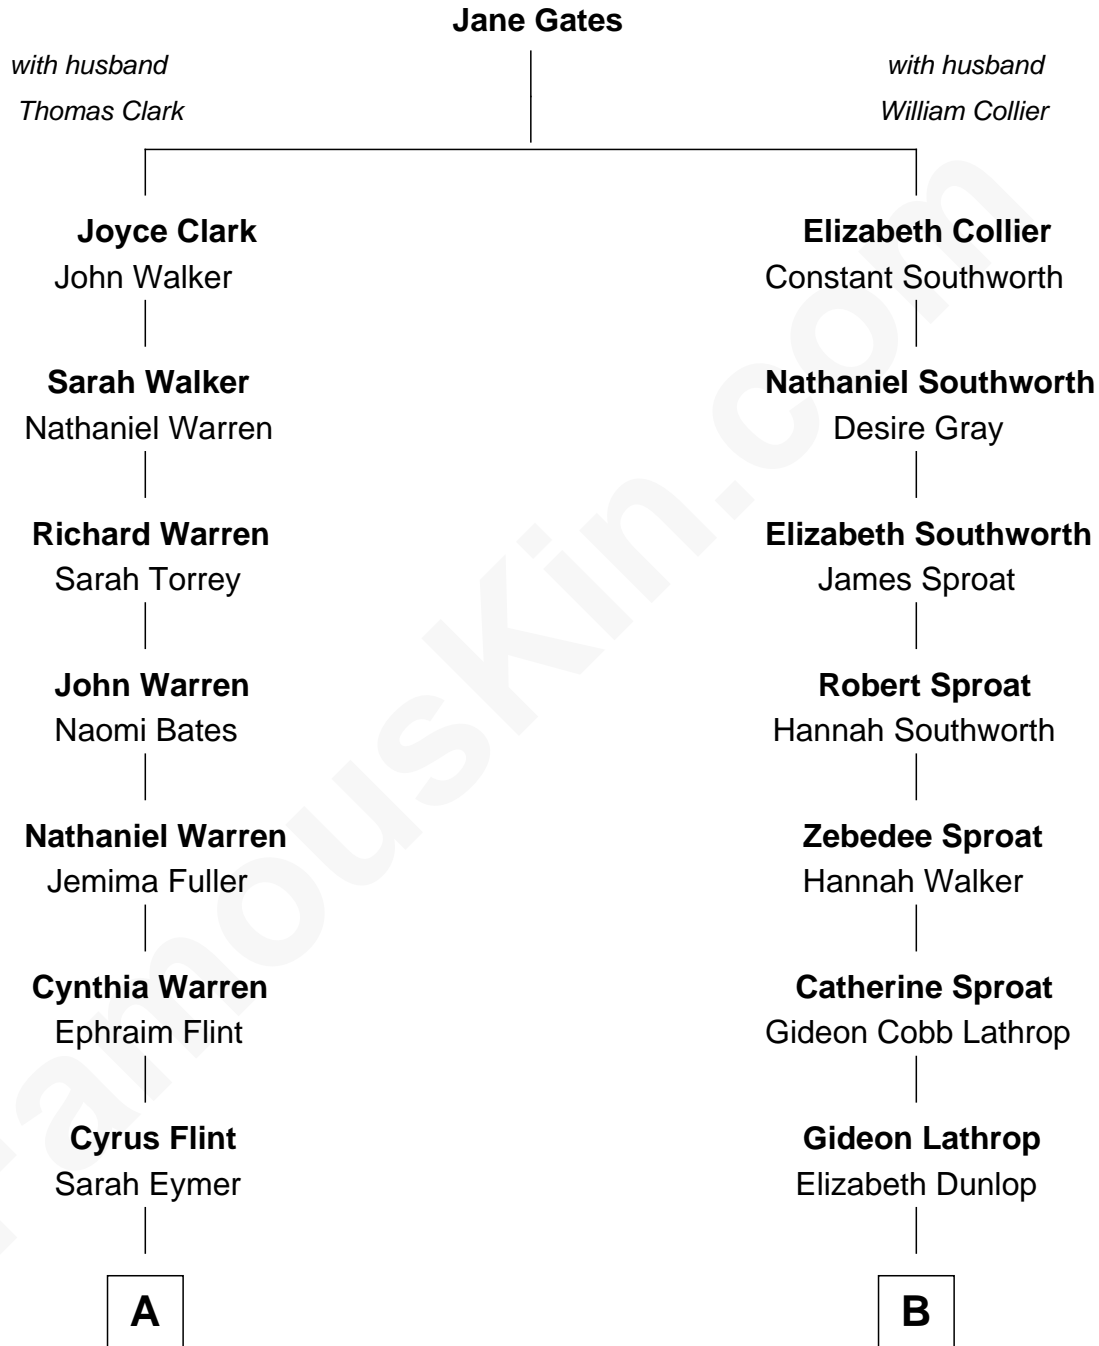 Jane Gates
with husband
Thomas Clark
with husband
William Collier
Joyce Clark
John Walker
Sarah Walker
Nathaniel Warren
Richard Warren
Sarah Torrey
John Warren
Naomi Bates
Nathaniel Warren
Jemima Fuller
Cynthia Warren
Ephraim Flint
Cyrus Flint
Sarah Eymer
A
Elizabeth Collier
Constant Southworth
Nathaniel Southworth
Desire Gray
Elizabeth Southworth
James Sproat
Robert Sproat
Hannah Southworth
Zebedee Sproat
Hannah Walker
Catherine Sproat
Gideon Cobb Lathrop
Gideon Lathrop
Elizabeth Dunlop
B
FamousKin.com